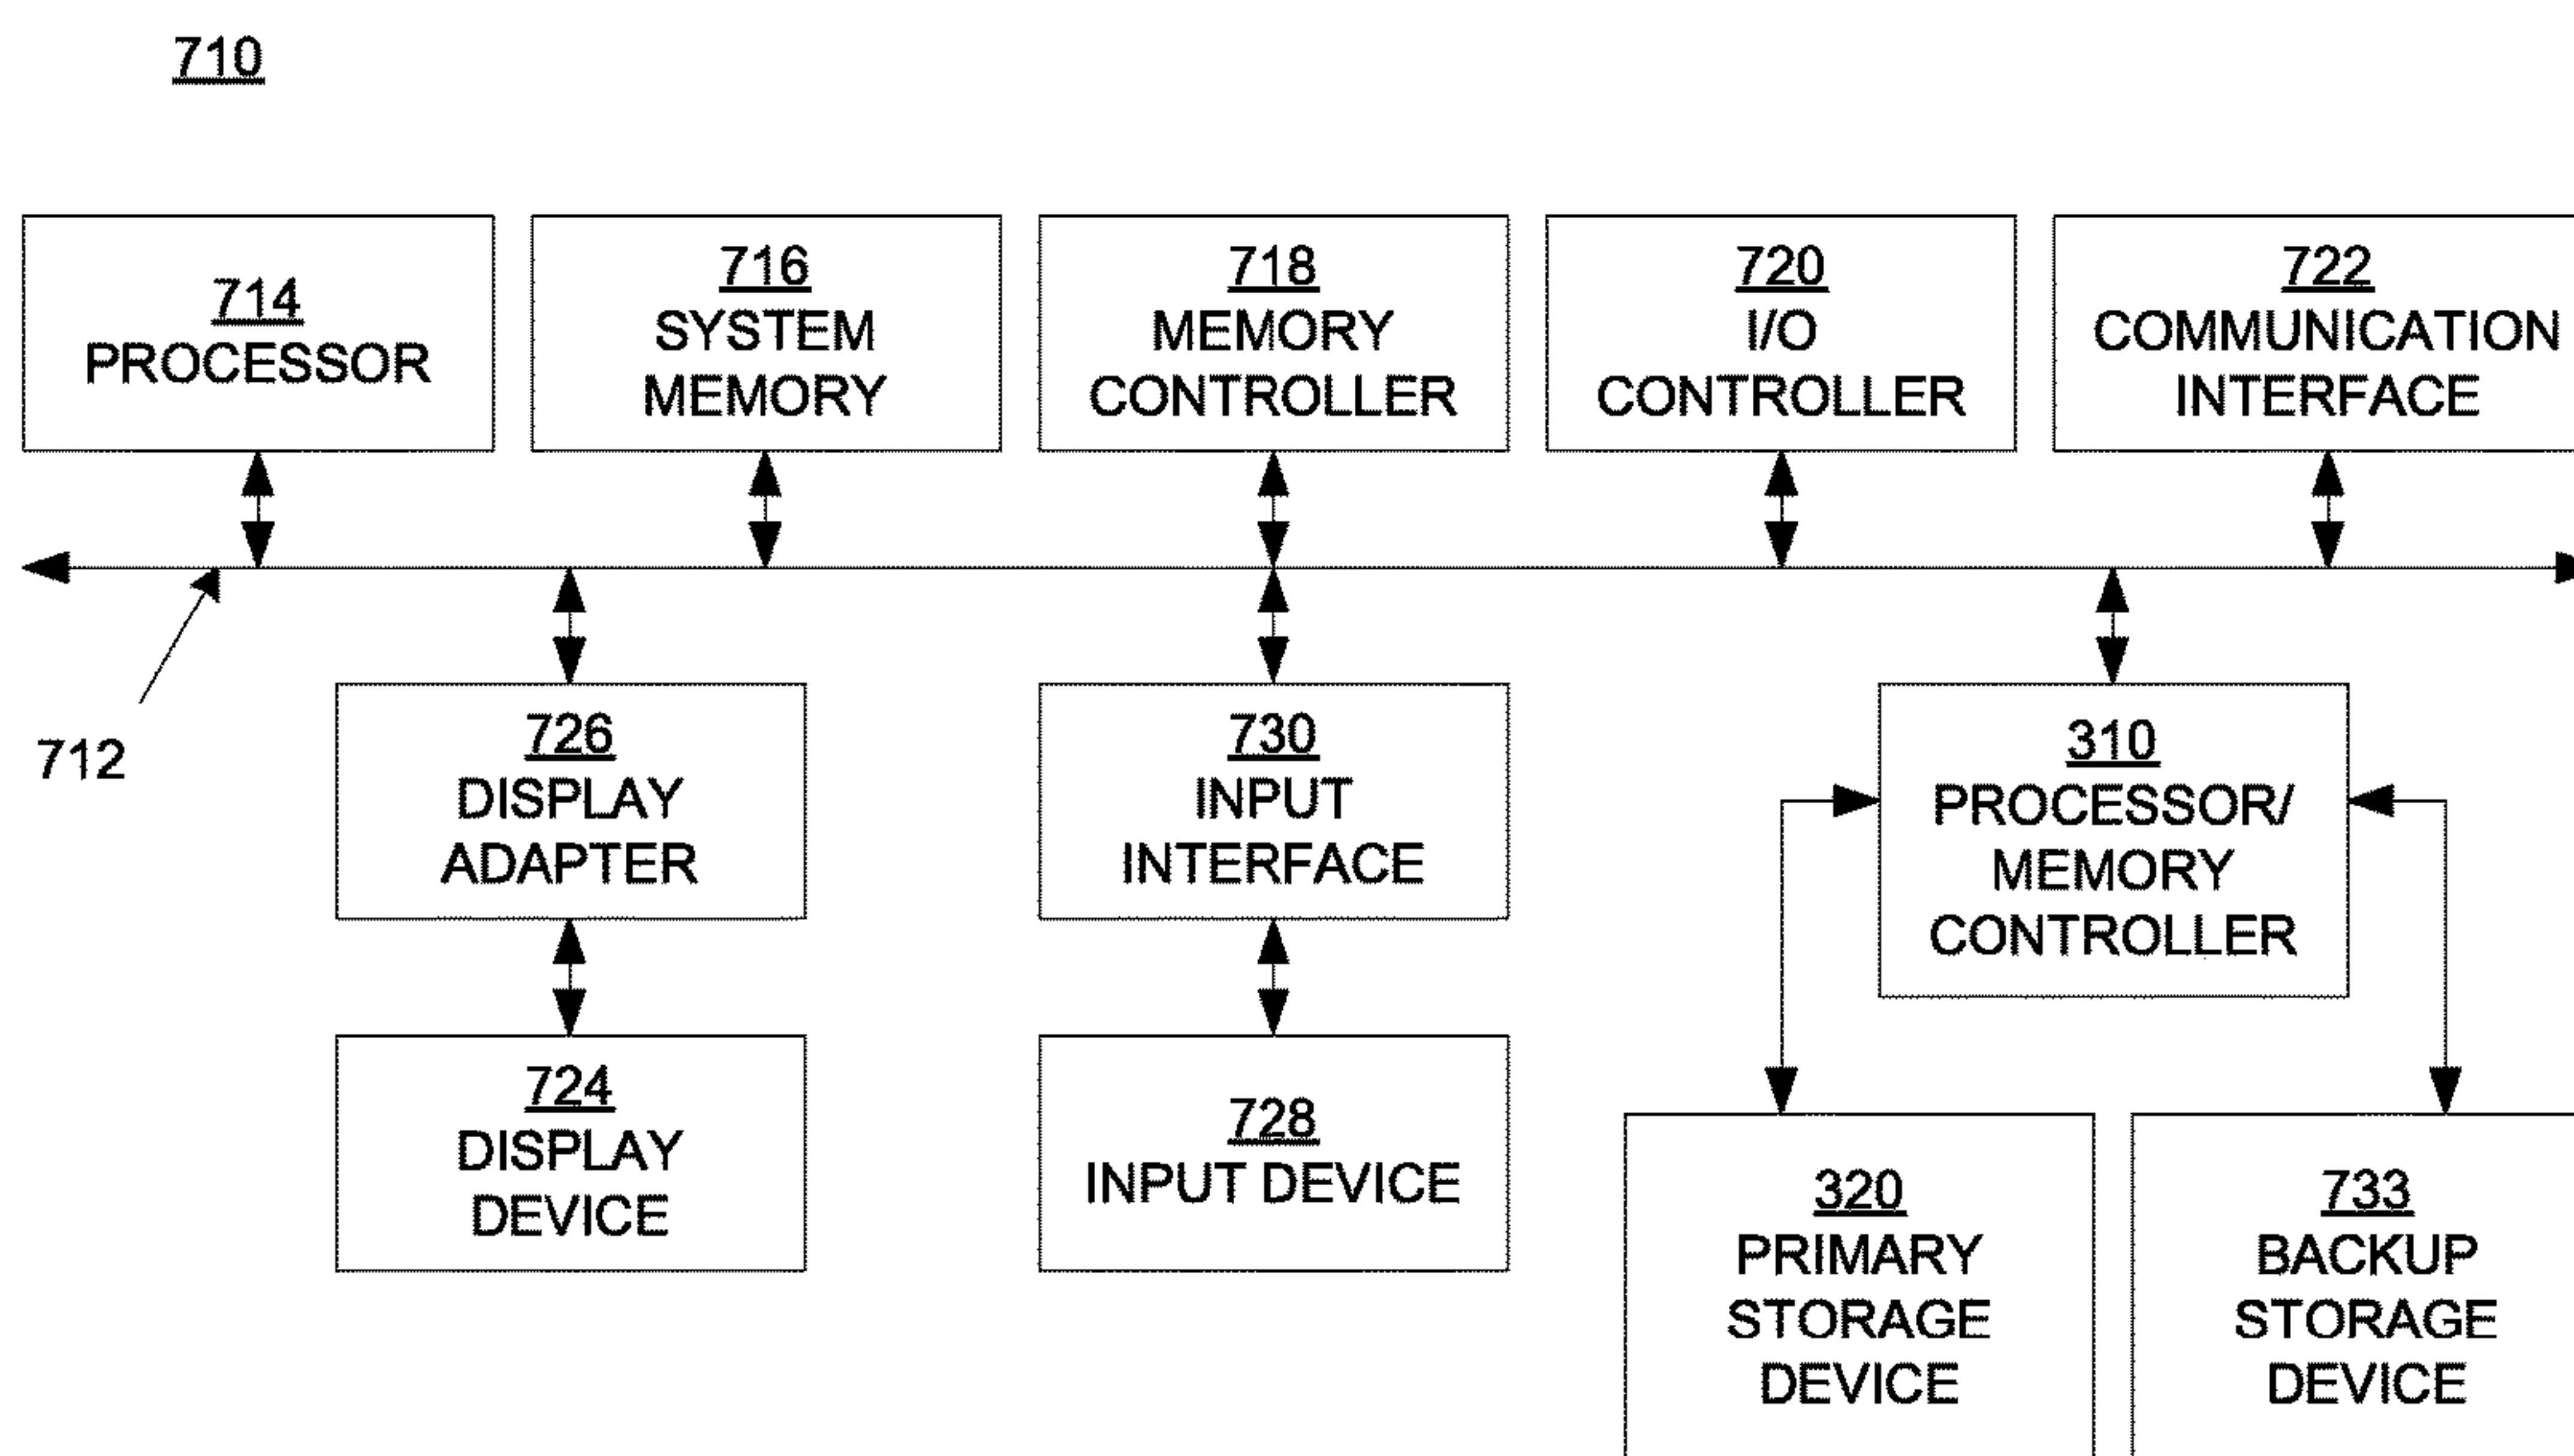 710
714
PROCESSOR
716
SYSTEM
MEMORY
718
MEMORY
CONTROLLER
720
I/O
CONTROLLER
722
COMMUNICATION
INTERFACE
712
726
DISPLAY
ADAPTER
730
INPUT
INTERFACE
310
PROCESSOR/
MEMORY
CONTROLLER
724
DISPLAY
DEVICE
728
INPUT DEVICE
320
PRIMARY
STORAGE
DEVICE
733
BACKUP
STORAGE
DEVICE